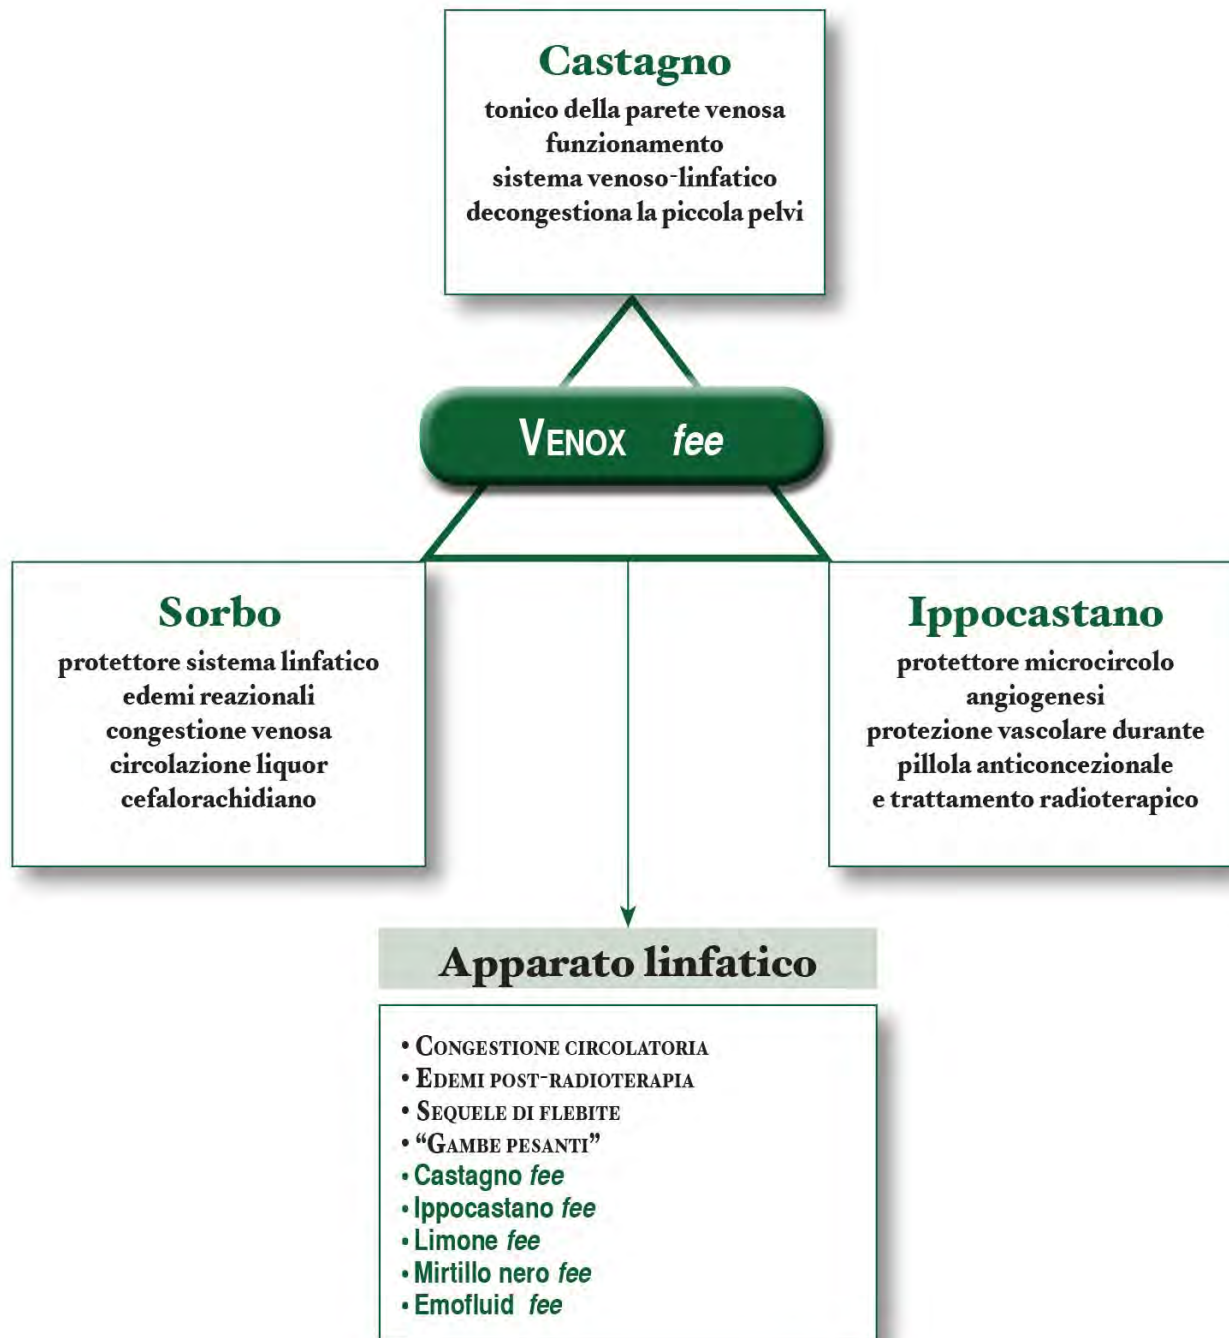 Castagno
tonico della parete venosa
funzionamento
sistema venoso-linfatico
decongestiona la piccola pelvi
VENOX fee
Sorbo
protettore sistema linfatico
edemi reazionali
congestione venosa
circolazione liquor
cefalorachidiano
Ippocastano
protettore microcircolo
angiogenesi
protezione vascolare durante
pillola anticoncezionale
e trattamento radioterapico
Apparato linfatico
• CONGESTIONE CIRCOLATORIA
• EDEMI POST-RADIOTERAPIA
• SEQUELE DI FLEBITE
• “GAMBE PESANTI”
• Castagno fee
• Ippocastano fee
• Limone fee
• Mirtillo nero fee
• Emofluid fee